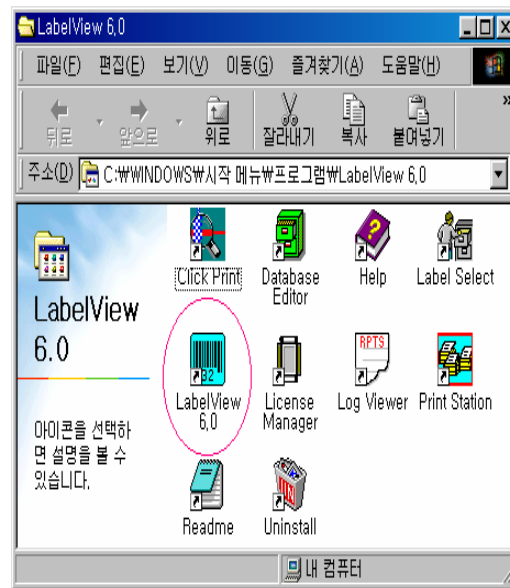 LabelView 6,0
파일(F) 편집(E) 보기(V) 이동(G) 즐겨찾기(A) 도움말(H)
뒤로 앞으로 위로 잘라내기 복사 붙여넣기 »
주소(D) C:₩WINDOWS₩시작 메뉴₩프로그램₩LabelView 6,0
LabelView
6.0
아이콘을 선택하
면 설명을 볼 수
있습니다.
Click Print
Database
Editor
Help
Label Select
32
LabelView
6,0
License
Manager
RPTS
Log Viewer
Print Station
Readme
UN
Uninstall
내 컴퓨터